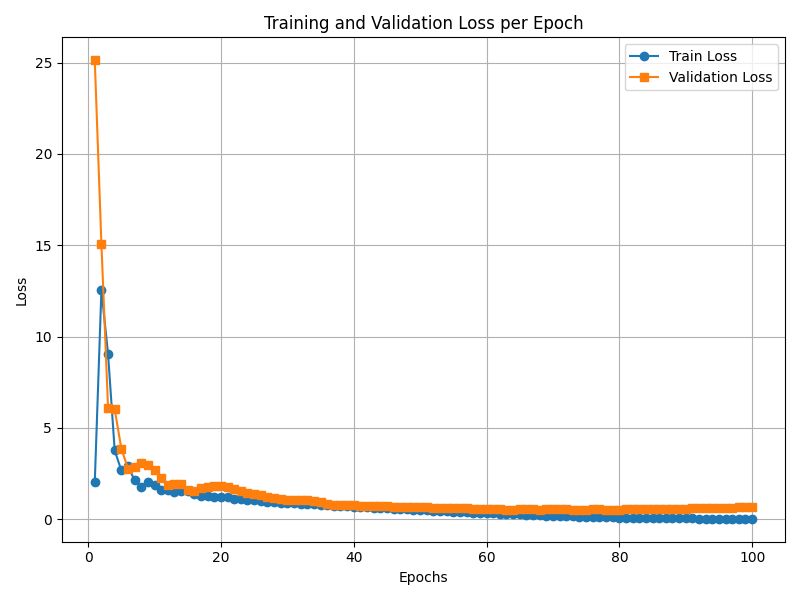 Training and Validation Loss per Epoch
Train Loss
Validation Loss
Loss
25
20
15
10
5
0
0 20 40 60 80 100
Epochs